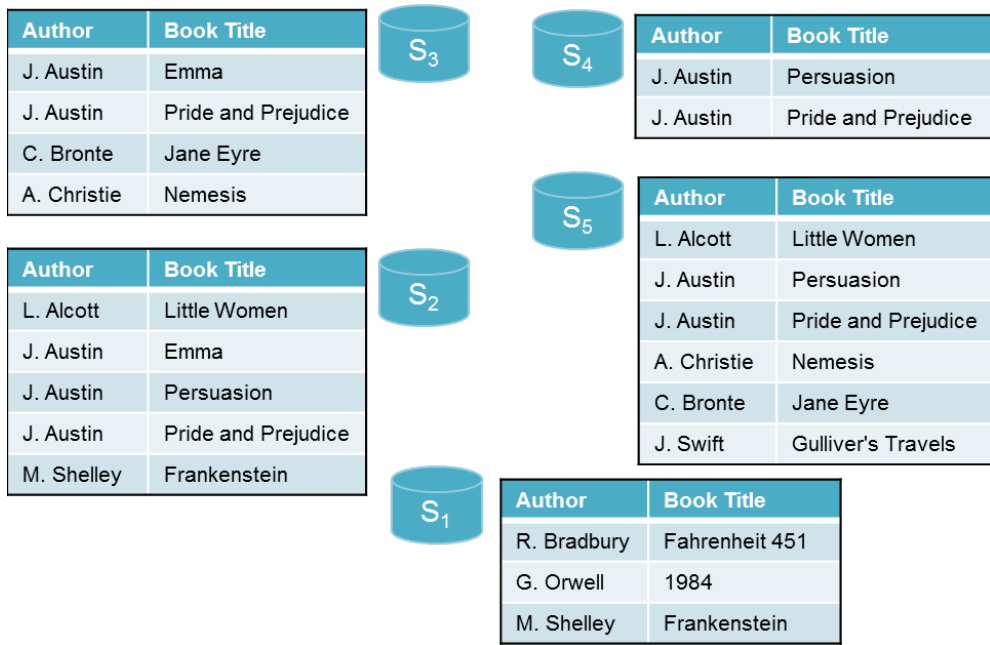 Author Book Title
J. Austin Emma
J. Austin Pride and Prejudice
C. Bronte Jane Eyre
A. Christie Nemesis
S₃
S₄
Author Book Title
J. Austin Persuasion
J. Austin Pride and Prejudice
Author Book Title
L. Alcott Little Women
J. Austin Emma
J. Austin Persuasion
J. Austin Pride and Prejudice
M. Shelley Frankenstein
S₂
S₅
Author Book Title
L. Alcott Little Women
J. Austin Persuasion
J. Austin Pride and Prejudice
A. Christie Nemesis
C. Bronte Jane Eyre
J. Swift Gulliver's Travels
S₁
Author Book Title
R. Bradbury Fahrenheit 451
G. Orwell 1984
M. Shelley Frankenstein